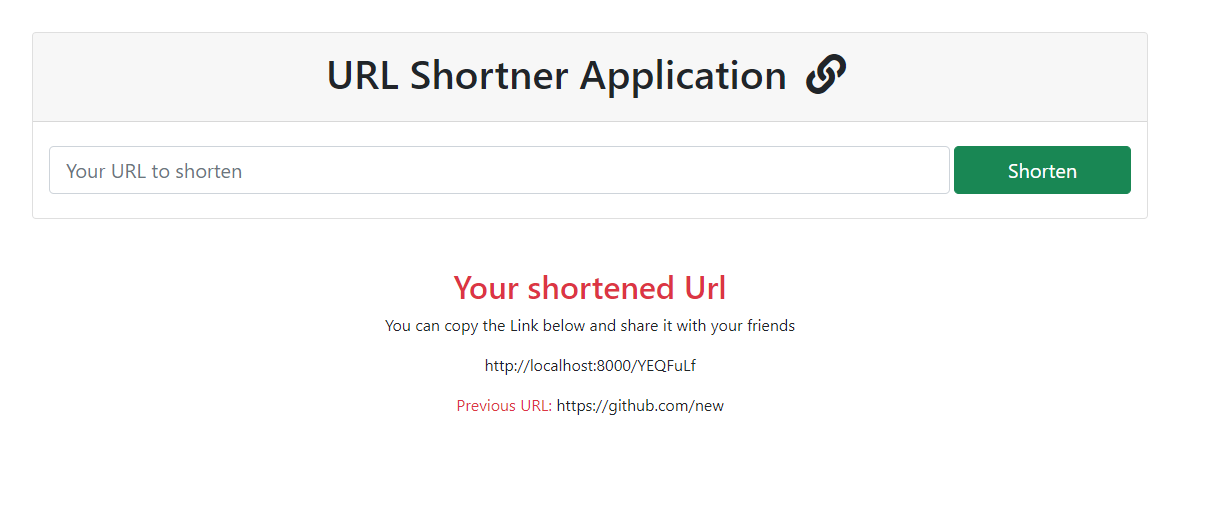 URL Shortner Application
Your URL to shorten
Shorten
Your shortened Url
You can copy the Link below and share it with your friends
http://localhost:8000/YEQFuLf
Previous URL: https://github.com/new